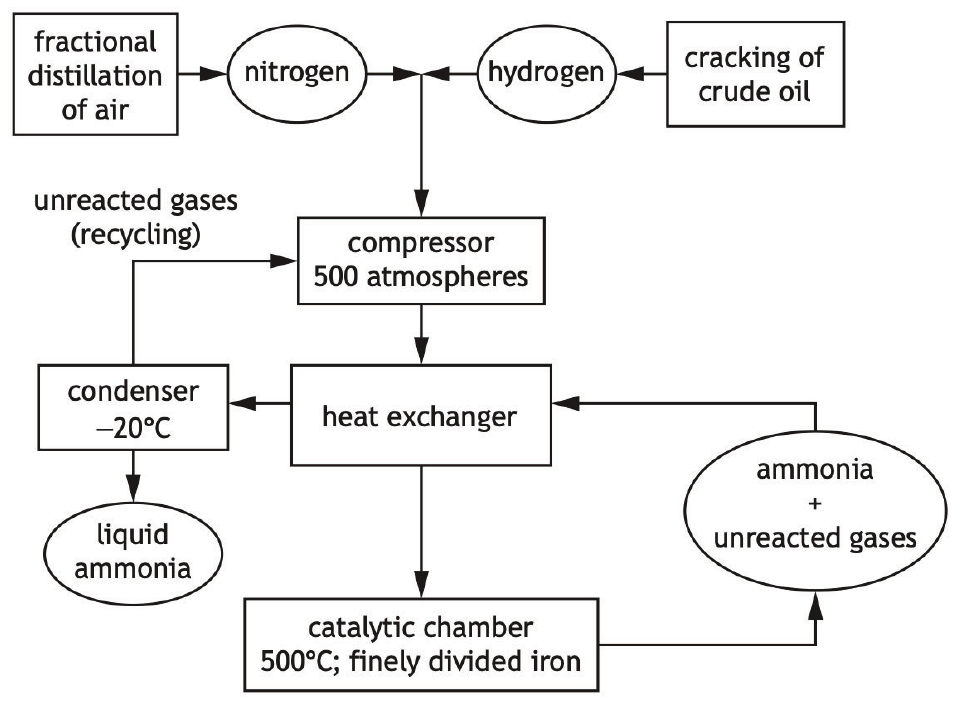 fractional
distillation
of air
nitrogen
hydrogen
cracking of
crude oil
unreacted gases
(recycling)
compressor
500 atmospheres
condenser
–20°C
heat exchanger
ammonia
+
unreacted gases
liquid
ammonia
catalytic chamber
500°C; finely divided iron